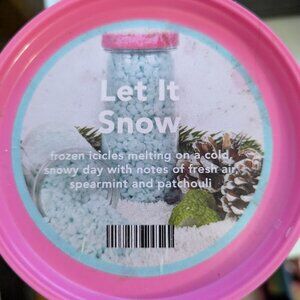 Let It
Snow
frozen icicles melting on a cold,
snowy day with notes of fresh air,
spearmint and patchouli